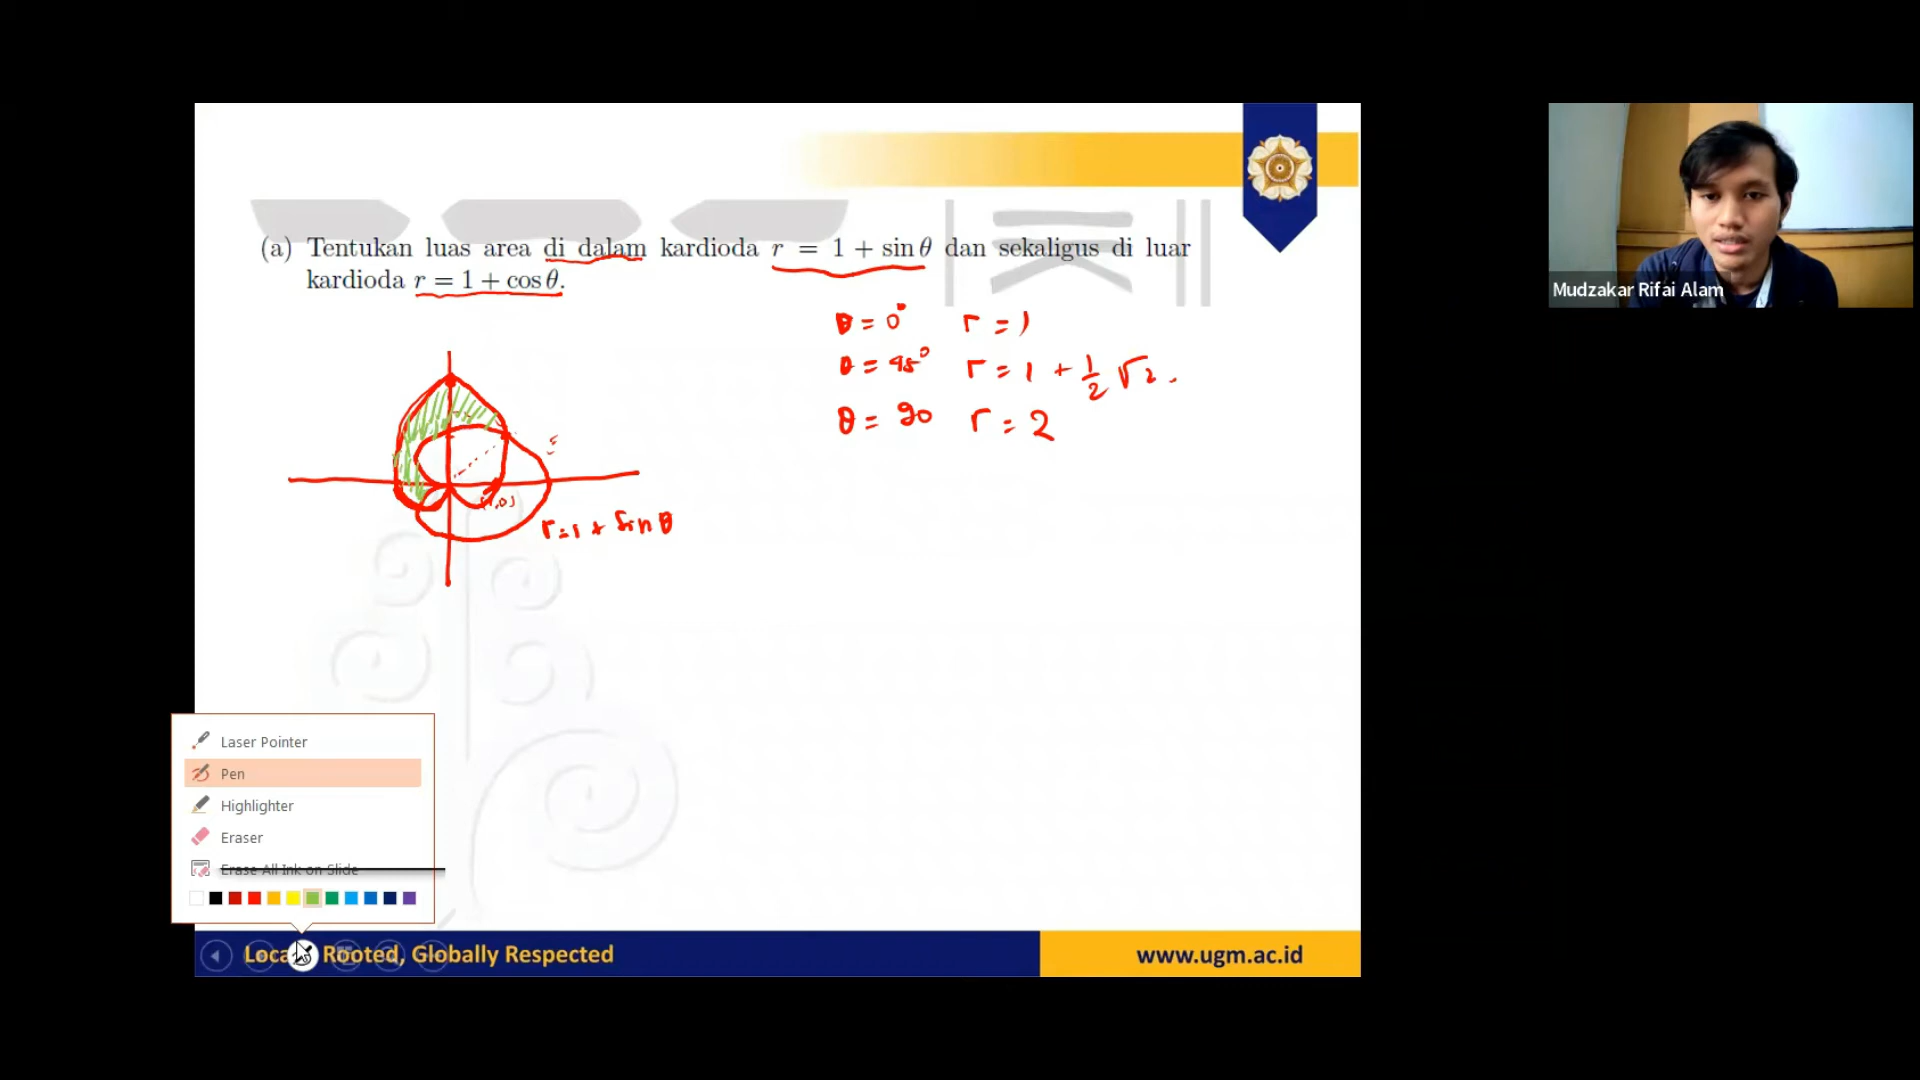 (a) Tentukan luas area di dalam kardioda r = 1 + sin θ dan sekaligus di luar
kardioda r = 1 + cos θ.
θ = 0° r = 1
θ = 45° r = 1 + 1/2 √2.
θ = 90 r = 2
r = 1 + sin θ
Mudzakar Rifai Alam
Laser Pointer
Pen
Highlighter
Eraser
Erase All Ink on Slide
Rooted, Globally Respected
www.ugm.ac.id